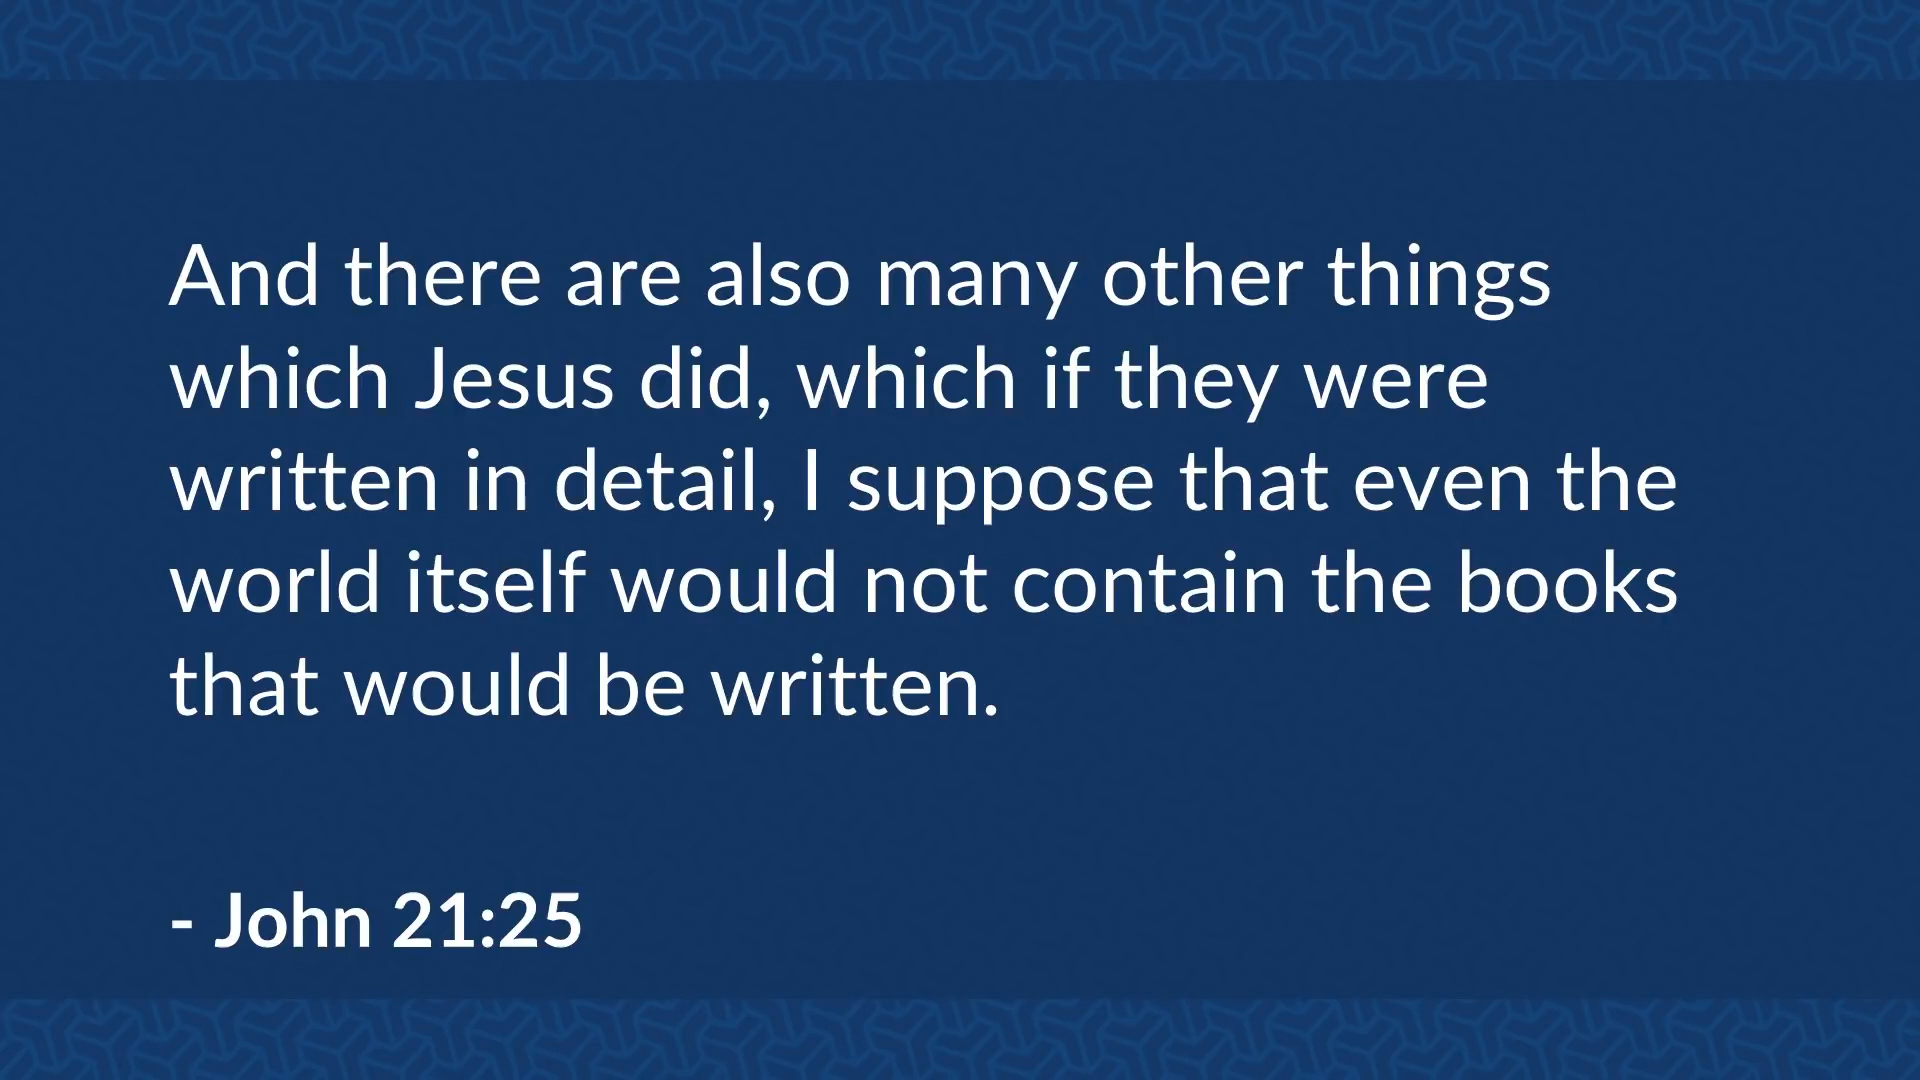 And there are also many other things
which Jesus did, which if they were
written in detail, I suppose that even the
world itself would not contain the books
that would be written.
- John 21:25